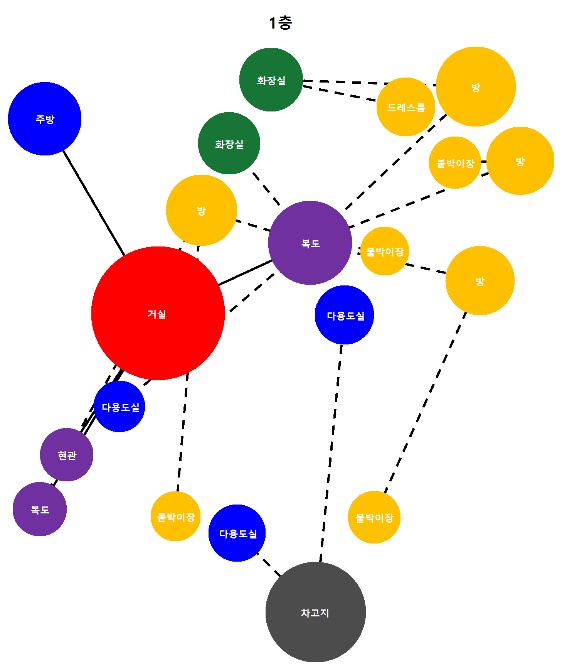 1층
화장실
방
드레스룸
주방
화장실
붙박이장
방
방
복도
붙박이장
방
거실
다용도실
다용도실
현관
복도
붙박이장
다용도실
붙박이장
차고지